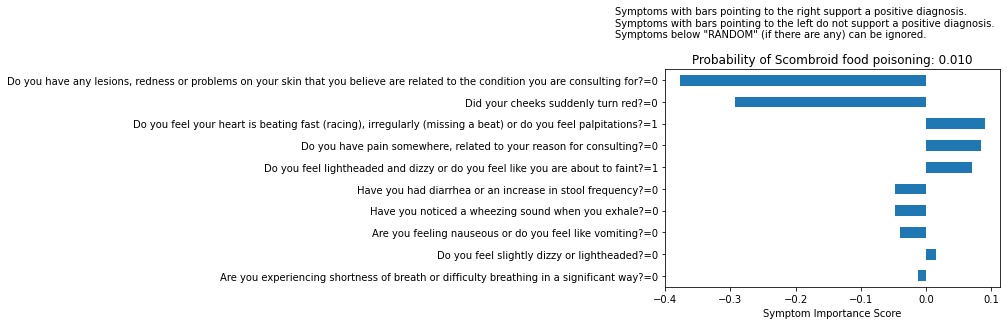 Symptoms with bars pointing to the right support a positive diagnosis.
Symptoms with bars pointing to the left do not support a positive diagnosis.
Symptoms below "RANDOM" (if there are any) can be ignored.
Probability of Scombroid food poisoning: 0.010
Do you have any lesions, redness or problems on your skin that you believe are related to the condition you are consulting for?=0
Did your cheeks suddenly turn red?=0
Do you feel your heart is beating fast (racing), irregularly (missing a beat) or do you feel palpitations?=1
Do you have pain somewhere, related to your reason for consulting?=0
Do you feel lightheaded and dizzy or do you feel like you are about to faint?=1
Have you had diarrhea or an increase in stool frequency?=0
Have you noticed a wheezing sound when you exhale?=0
Are you feeling nauseous or do you feel like vomiting?=0
Do you feel slightly dizzy or lightheaded?=0
Are you experiencing shortness of breath or difficulty breathing in a significant way?=0
−0.4 −0.3 −0.2 −0.1 0.0 0.1
Symptom Importance Score